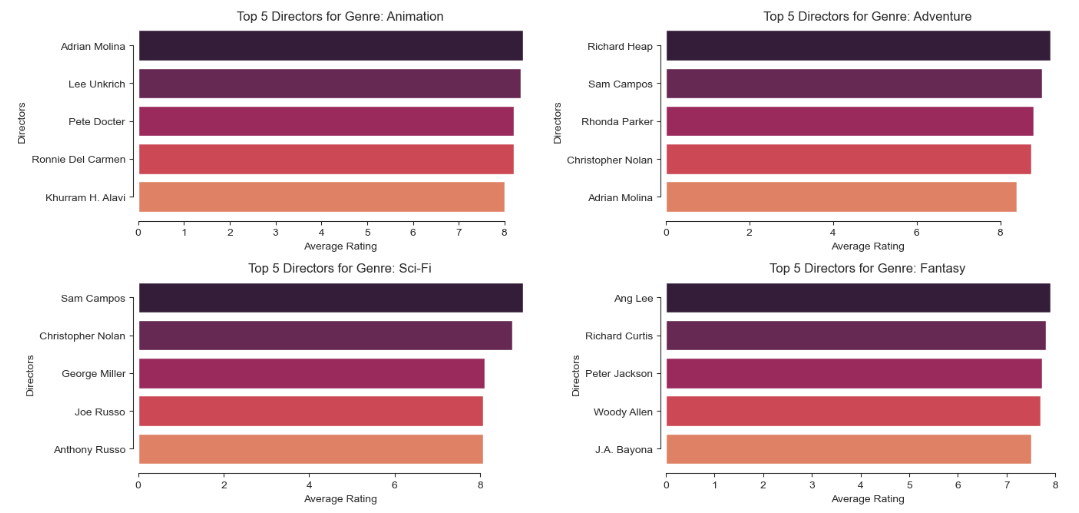 Top 5 Directors for Genre: Animation
Adrian Molina
Lee Unkrich
Pete Docter
Ronnie Del Carmen
Khurram H. Alavi
Directors
0 1 2 3 4 5 6 7 8
Average Rating
Top 5 Directors for Genre: Adventure
Richard Heap
Sam Campos
Rhonda Parker
Christopher Nolan
Adrian Molina
Directors
0 2 4 6 8
Average Rating
Top 5 Directors for Genre: Sci-Fi
Sam Campos
Christopher Nolan
George Miller
Joe Russo
Anthony Russo
Directors
0 2 4 6 8
Average Rating
Top 5 Directors for Genre: Fantasy
Ang Lee
Richard Curtis
Peter Jackson
Woody Allen
J.A. Bayona
Directors
0 1 2 3 4 5 6 7 8
Average Rating